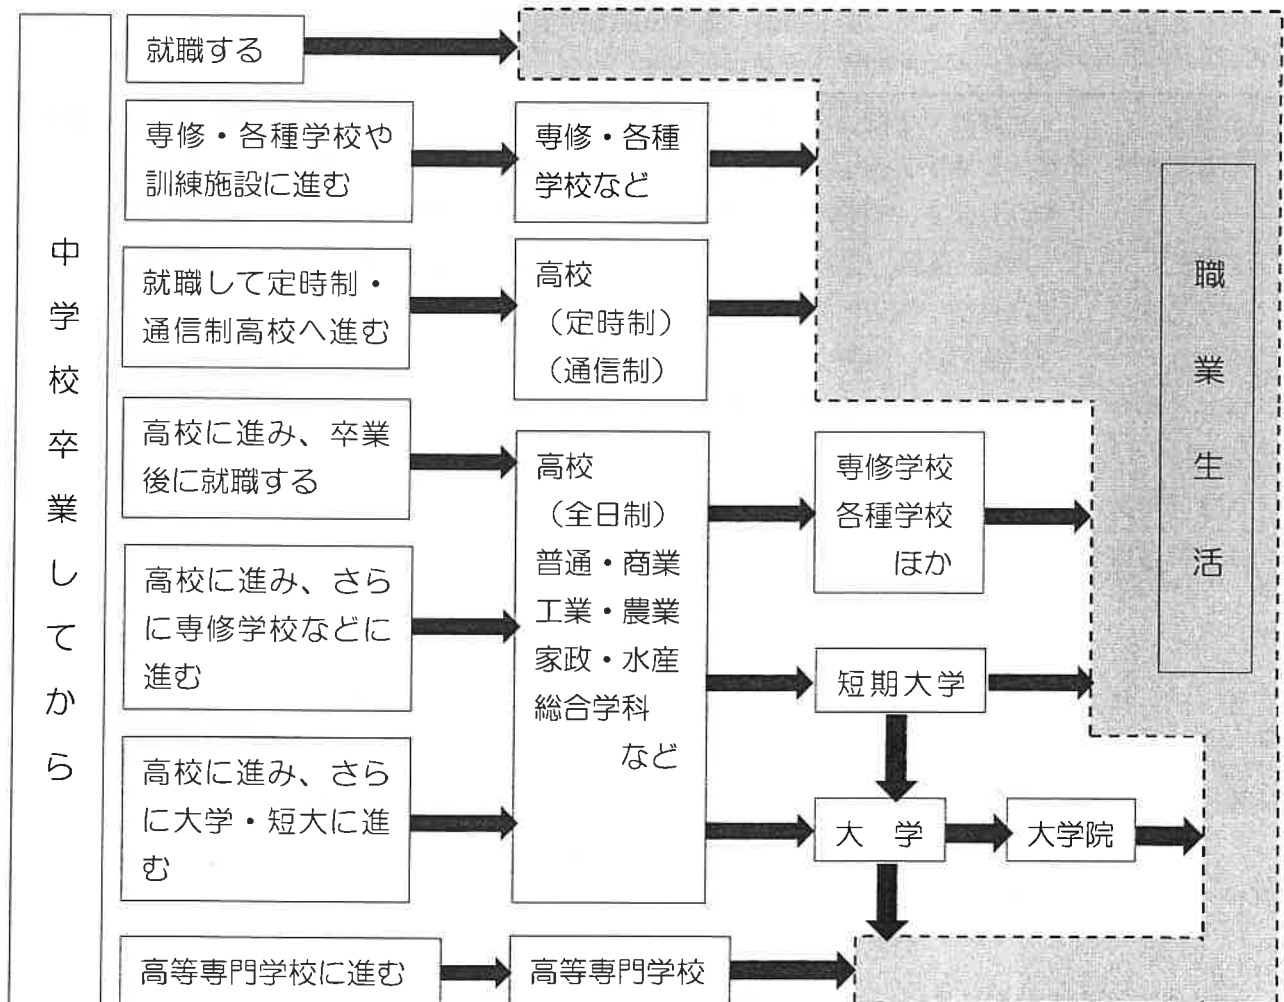 中学校卒業してから
就職する
専修・各種学校や
訓練施設に進む
専修・各種
学校など
就職して定時制・
通信制高校へ進む
高校
（定時制）
（通信制）
高校に進み、卒業
後に就職する
高校に進み、さら
に専修学校などに
進む
高校に進み、さら
に大学・短大に進
む
高校
（全日制）
普通・商業
工業・農業
家政・水産
総合学科
など
専修学校
各種学校
ほか
短期大学
大　学
大学院
高等専門学校に進む
高等専門学校
職業生活